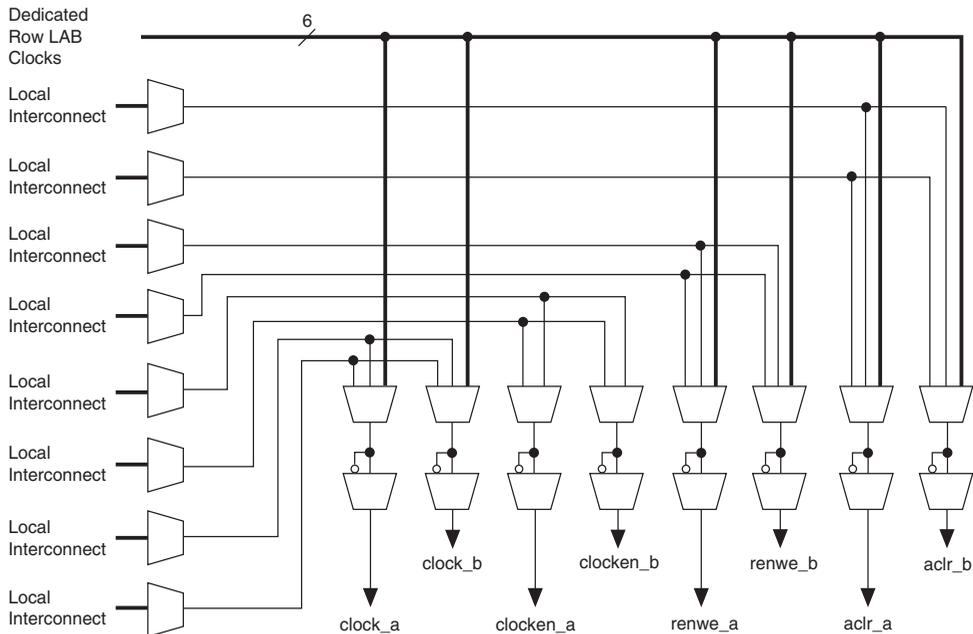 Dedicated
Row LAB
Clocks
6
Local
Interconnect
Local
Interconnect
Local
Interconnect
Local
Interconnect
Local
Interconnect
Local
Interconnect
Local
Interconnect
Local
Interconnect
clock_b
clocken_b
renwe_b
aclr_b
clock_a
clocken_a
renwe_a
aclr_a